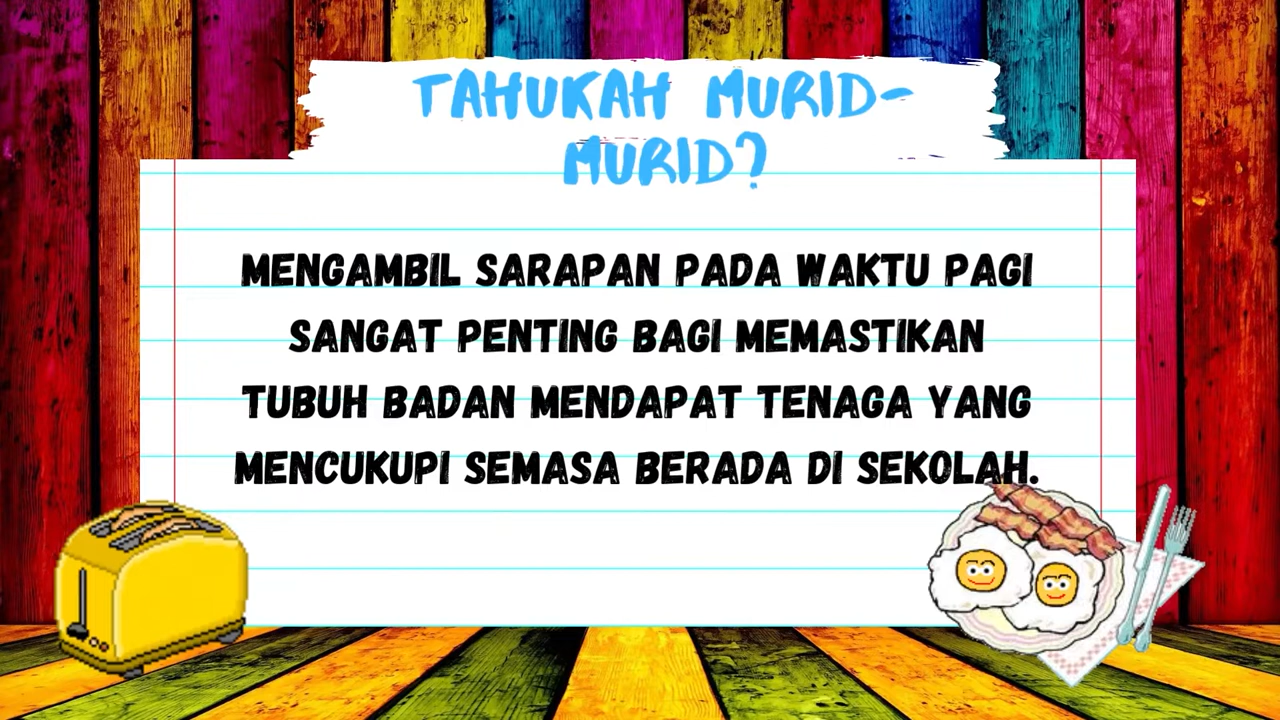 TAHUKAH MURID-
MURID?
MENGAMBIL SARAPAN PADA WAKTU PAGI
SANGAT PENTING BAGI MEMASTIKAN
TUBUH BADAN MENDAPAT TENAGA YANG
MENCUKUPI SEMASA BERADA DI SEKOLAH.